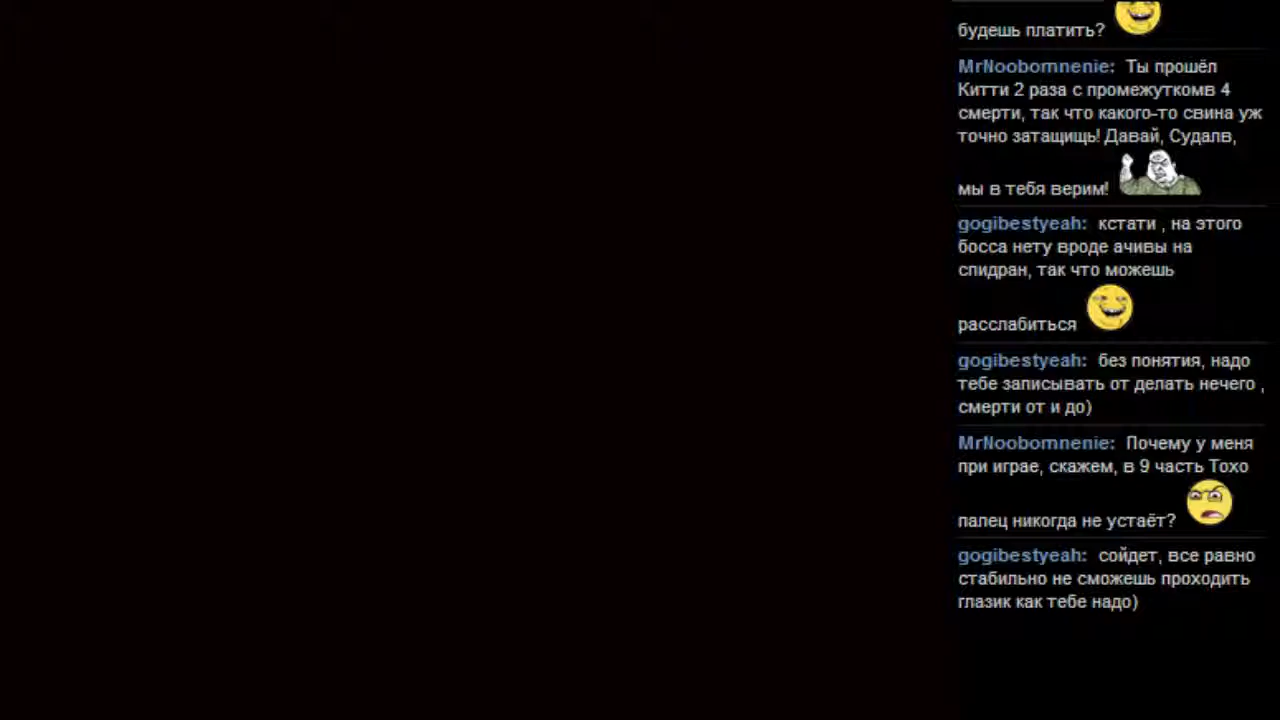 будешь платить?
MrNoobomnenie: Ты прошёл
Китти 2 раза с промежуткомв 4
смерти, так что какого-то свина уж
точно затащищь! Давай, Судалв,
мы в тебя верим!
gogibestyeah: кстати , на этого
босса нету вроде ачивы на
спидран, так что можешь
расслабиться
gogibestyeah: без понятия, надо
тебе записывать от делать нечего ,
смерти от и до)
MrNoobomnenie: Почему у меня
при играе, скажем, в 9 часть Тохо
палец никогда не устаёт?
gogibestyeah: сойдет, все равно
стабильно не сможешь проходить
глазик как тебе надо)